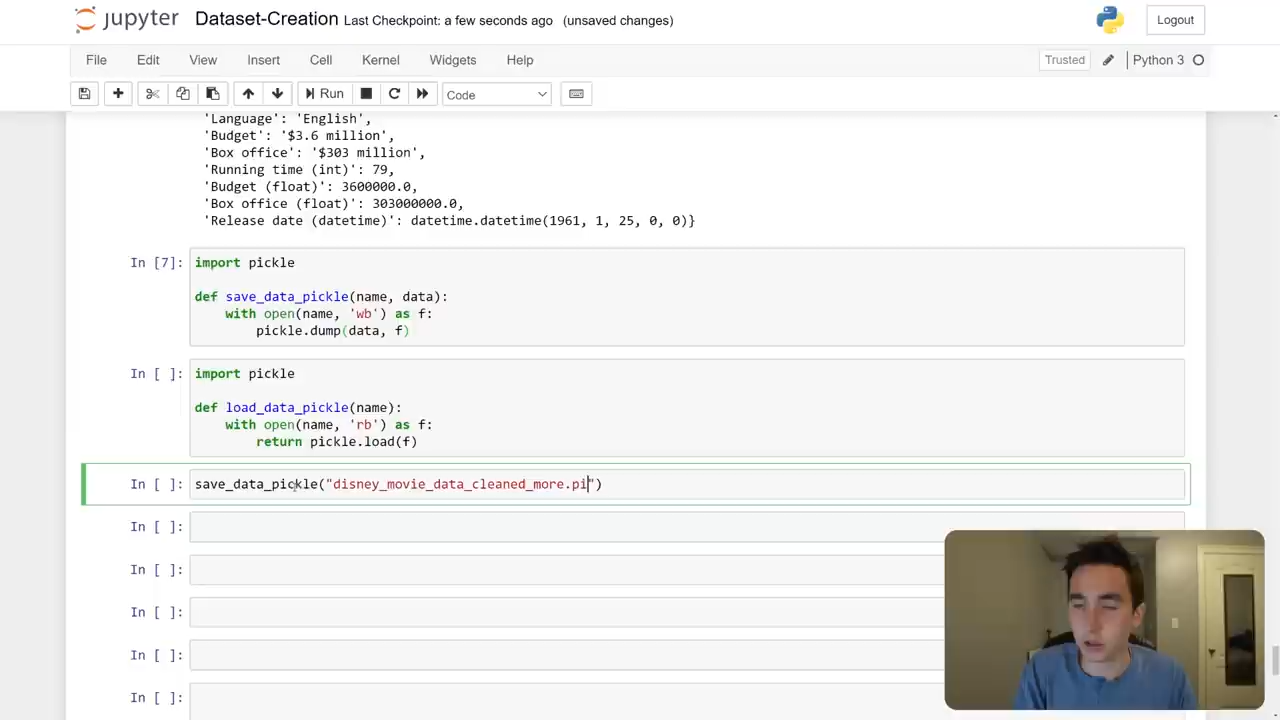 jupyter Dataset-Creation Last Checkpoint: a few seconds ago (unsaved changes) Logout
File Edit View Insert Cell Kernel Widgets Help Trusted Python 3
Run Code
'Language': 'English',
'Budget': '$3.6 million',
'Box office': '$303 million',
'Running time (int)': 79,
'Budget (float)': 3600000.0,
'Box office (float)': 303000000.0,
'Release date (datetime)': datetime.datetime(1961, 1, 25, 0, 0)}
In [7]: import pickle
def save_data_pickle(name, data):
with open(name, 'wb') as f:
pickle.dump(data, f)
In [ ]: import pickle
def load_data_pickle(name):
with open(name, 'rb') as f:
return pickle.load(f)
In [ ]: save_data_pickle("disney_movie_data_cleaned_more.pi")
In [ ]:
In [ ]:
In [ ]:
In [ ]:
In [ ]: